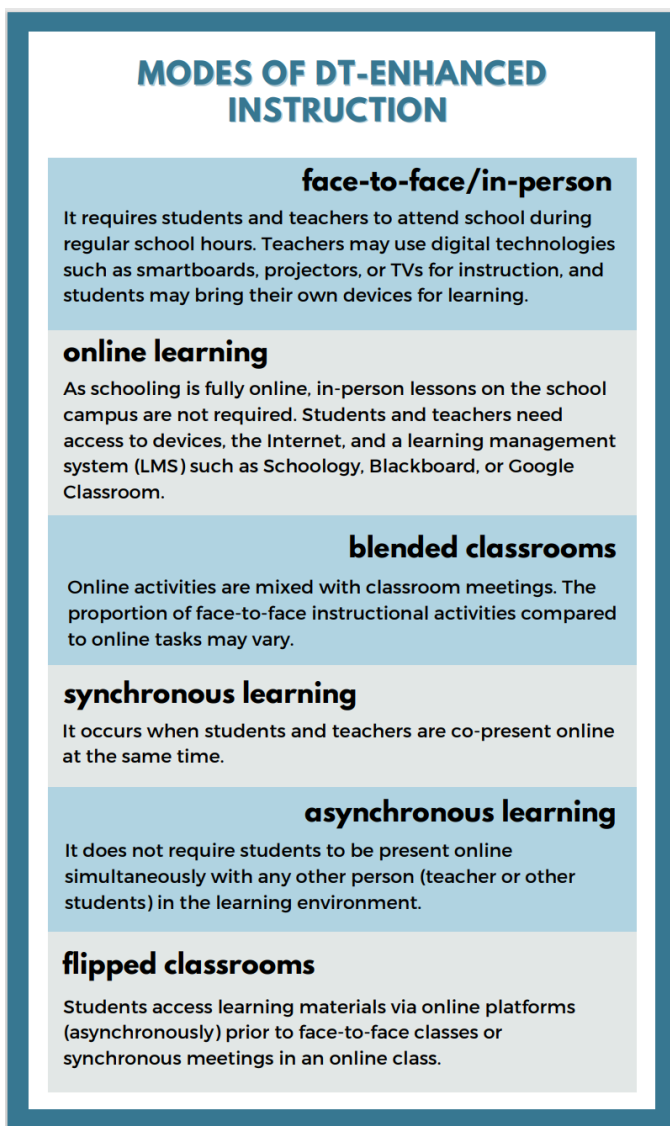 MODES OF DT-ENHANCED
INSTRUCTION
face-to-face/in-person
It requires students and teachers to attend school during
regular school hours. Teachers may use digital technologies
such as smartboards, projectors, or TVs for instruction, and
students may bring their own devices for learning.
online learning
As schooling is fully online, in-person lessons on the school
campus are not required. Students and teachers need
access to devices, the Internet, and a learning management
system (LMS) such as Schoology, Blackboard, or Google
Classroom.
blended classrooms
Online activities are mixed with classroom meetings. The
proportion of face-to-face instructional activities compared
to online tasks may vary.
synchronous learning
It occurs when students and teachers are co-present online
at the same time.
asynchronous learning
It does not require students to be present online
simultaneously with any other person (teacher or other
students) in the learning environment.
flipped classrooms
Students access learning materials via online platforms
(asynchronously) prior to face-to-face classes or
synchronous meetings in an online class.